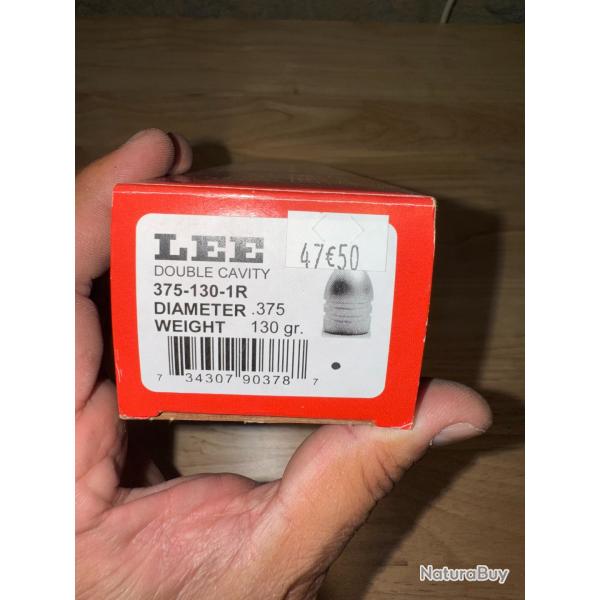 LEE
47€50
DOUBLE CAVITY
375-130-1R
DIAMETER .375
WEIGHT 130 gr.
7 34307 90378 7
NaturaBuy